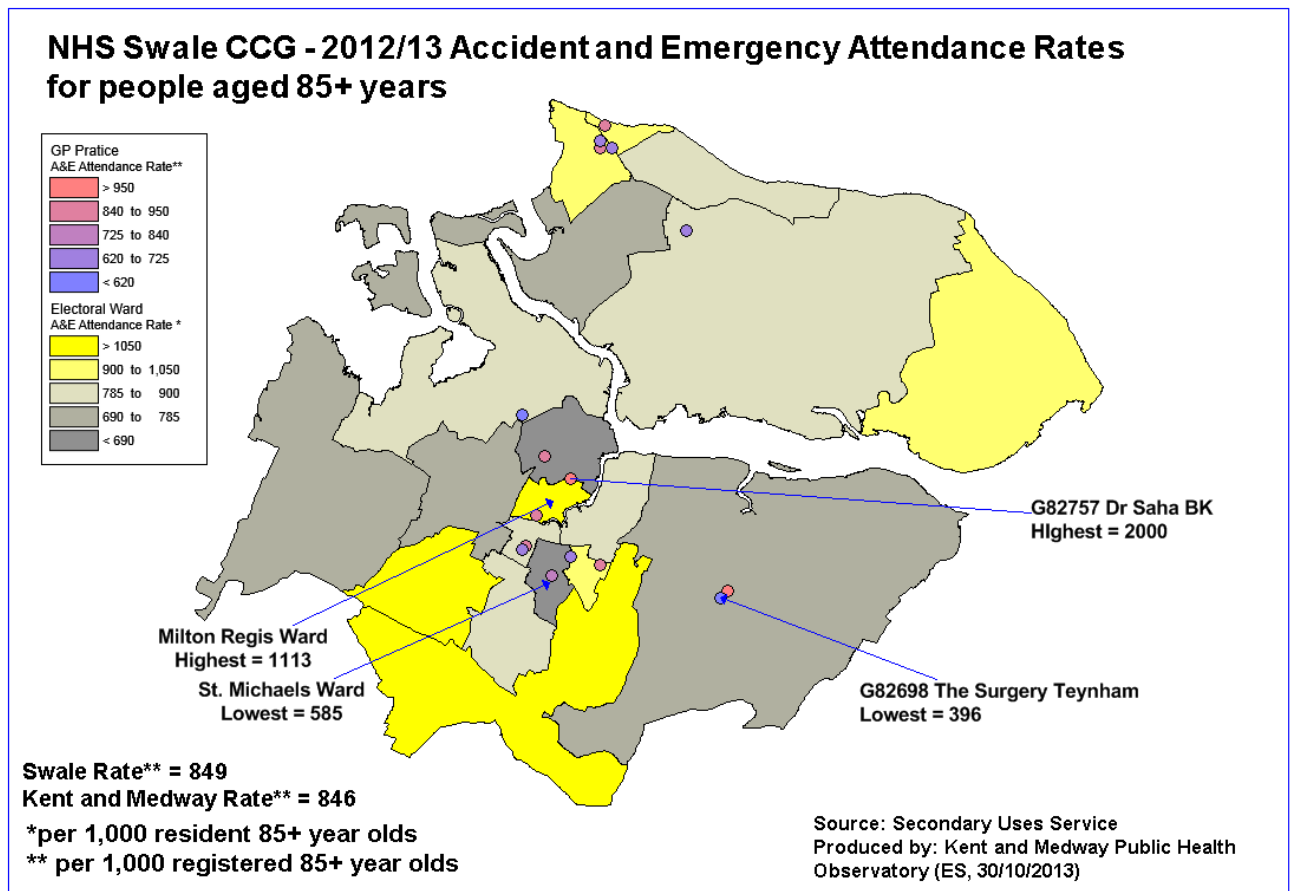 NHS Swale CCG - 2012/13 Accident and Emergency Attendance Rates
for people aged 85+ years
GP Pratice
A&E Attendance Rate**
> 950
840 to 950
725 to 840
620 to 725
< 620
Electoral Ward
A&E Attendance Rate *
> 1050
900 to 1,050
785 to 900
690 to 785
< 690
G82757 Dr Saha BK
HIghest = 2000
Milton Regis Ward
Highest = 1113
St. Michaels Ward
Lowest = 585
G82698 The Surgery Teynham
Lowest = 396
Swale Rate** = 849
Kent and Medway Rate** = 846
*per 1,000 resident 85+ year olds
** per 1,000 registered 85+ year olds
Source: Secondary Uses Service
Produced by: Kent and Medway Public Health
Observatory (ES, 30/10/2013)